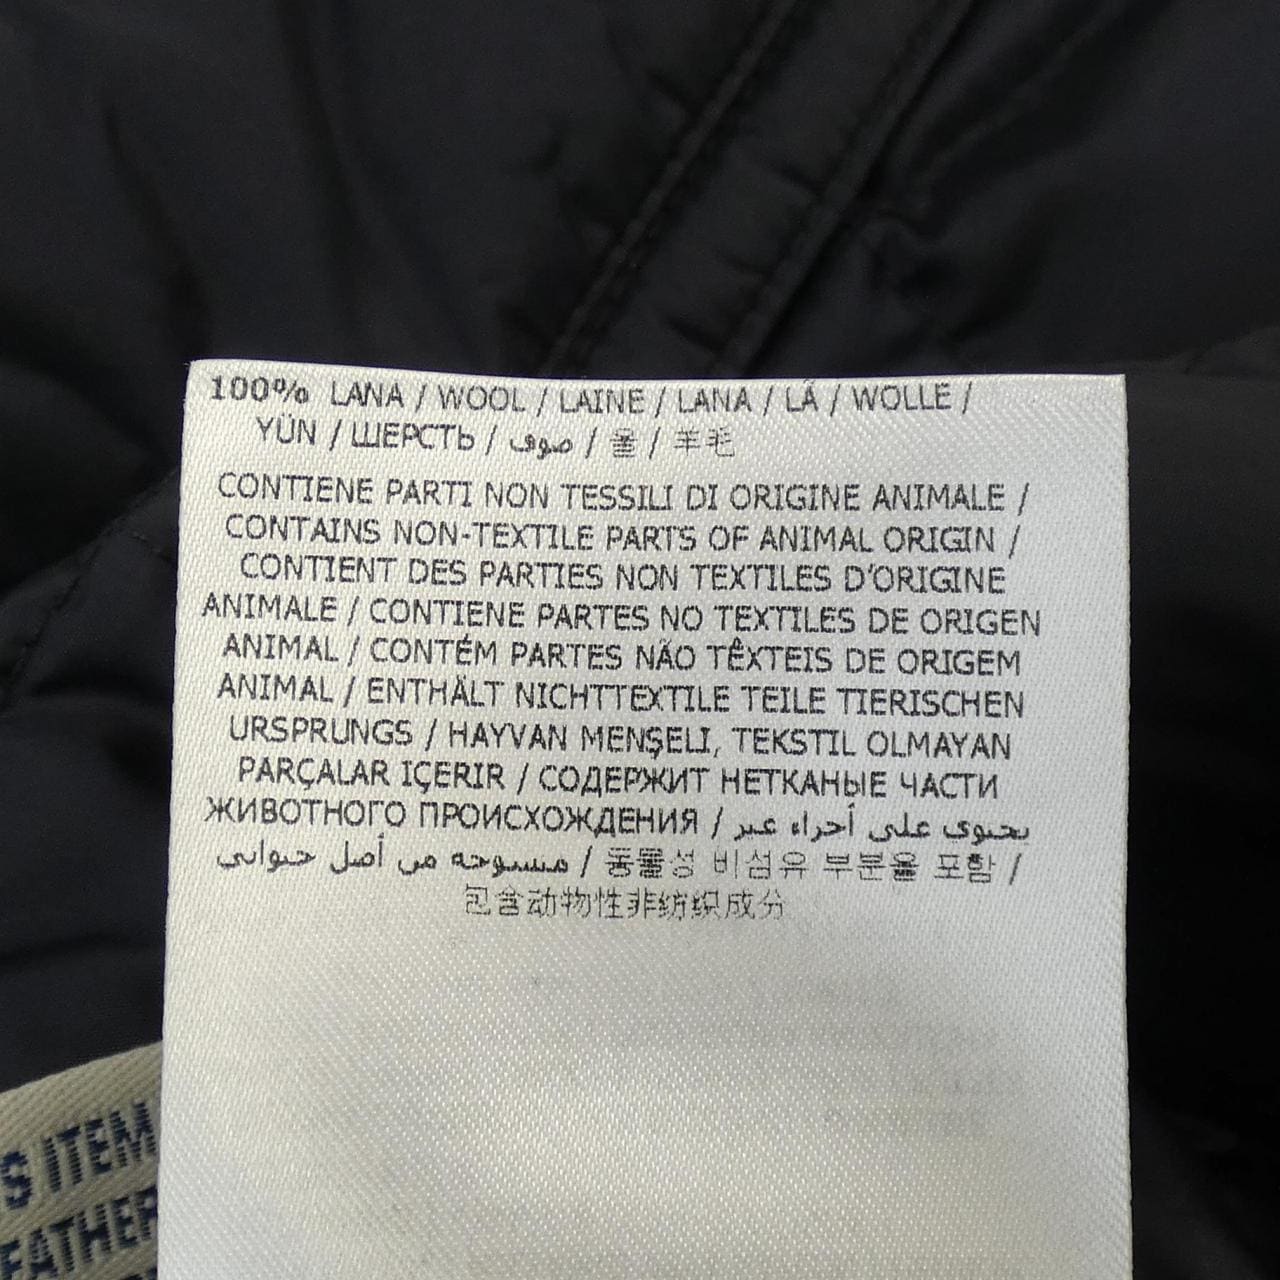 100% LANA / WOOL / LAINE / LANA / LÃ / WOLLE /
YÜN / ШЕРСТЬ / صوف / 울 / 羊毛
CONTIENE PARTI NON TESSILI DI ORIGINE ANIMALE /
CONTAINS NON-TEXTILE PARTS OF ANIMAL ORIGIN /
CONTIENT DES PARTIES NON TEXTILES D'ORIGINE
ANIMALE / CONTIENE PARTES NO TEXTILES DE ORIGEN
ANIMAL / CONTÉM PARTES NÃO TÊXTEIS DE ORIGEM
ANIMAL / ENTHÄLT NICHTTEXTILE TEILE TIERISCHEN
URSPRUNGS / HAYVAN MENŞELI, TEKSTIL OLMAYAN
PARÇALAR IÇERIR / СОДЕРЖИТ НЕТКАНЫЕ ЧАСТИ
ЖИВОТНОГО ПРОИСХОЖДЕНИЯ / يحتوي على أجزاء غير
منسوجة من أصل حيواني / 동물성 비섬유 부분을 포함 /
包含动物性非纺织成分
S ITEM
EATHER